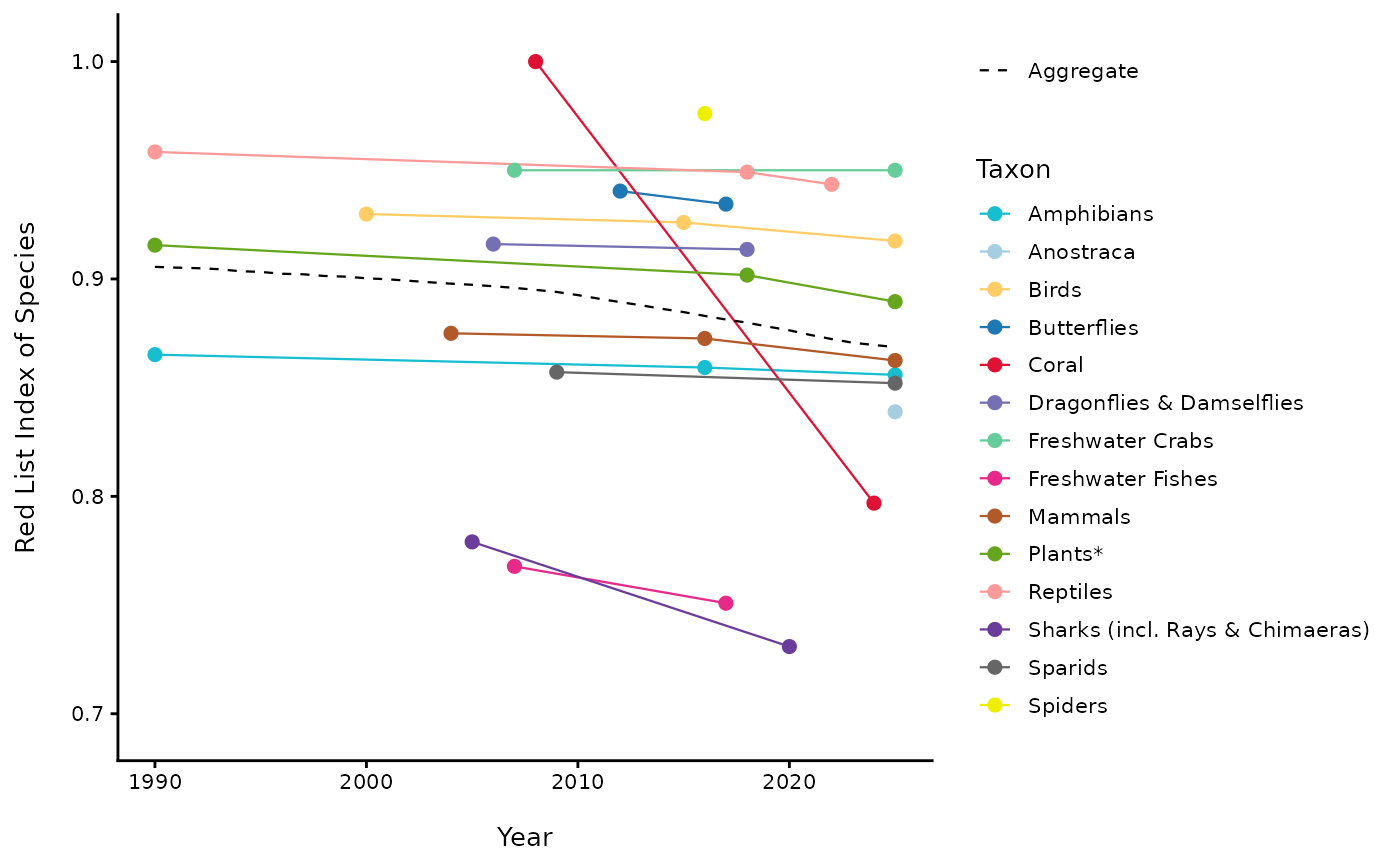 Red List Index of Species
1.0
0.9
0.8
0.7
1990
2000
2010
2020
Year
Aggregate
Taxon
Amphibians
Anostraca
Birds
Butterflies
Coral
Dragonflies & Damselflies
Freshwater Crabs
Freshwater Fishes
Mammals
Plants*
Reptiles
Sharks (incl. Rays & Chimaeras)
Sparids
Spiders